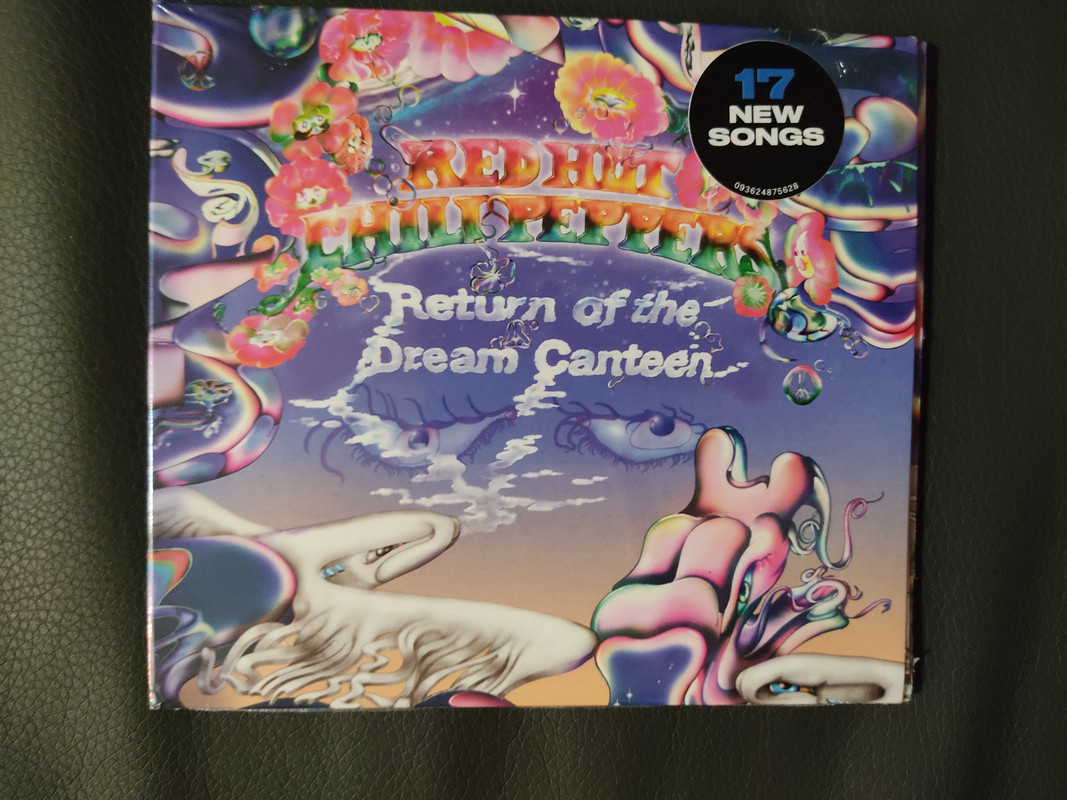 17
NEW
SONGS
093624875628
RED HOT
CHILI PEPPERS
Return of the
Dream Canteen